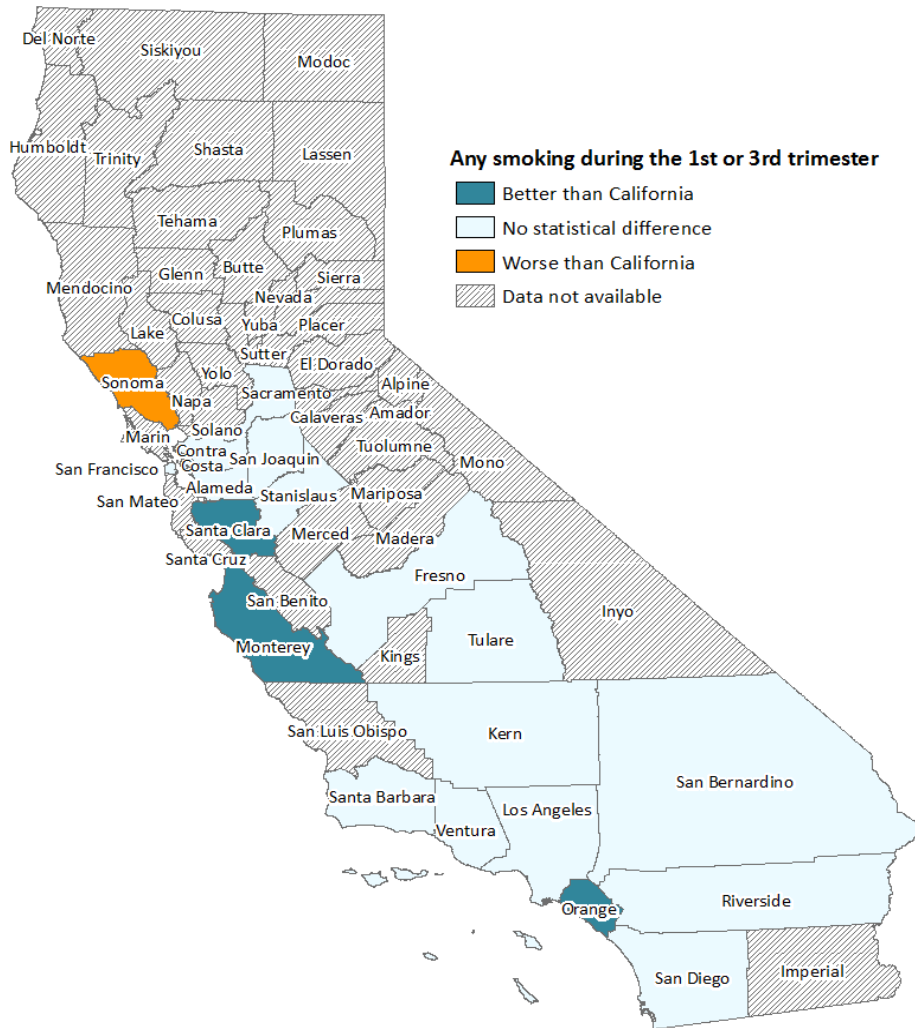 Del Norte
Siskiyou
Modoc
Humboldt
Trinity
Shasta
Lassen
Any smoking during the 1st or 3rd trimester
Better than California
No statistical difference
Worse than California
Data not available
Tehama
Plumas
Mendocino
Glenn
Butte
Sierra
Nevada
Lake
Colusa
Yuba
Placer
Sutter
El Dorado
Sonoma
Yolo
Alpine
Napa
Sacramento
Amador
Calaveras
Marin
Solano
Tuolumne
Contra
Costa
San Joaquin
Mono
San Francisco
Alameda
Stanislaus
San Mateo
Mariposa
Santa Clara
Merced
Madera
Santa Cruz
Fresno
San Benito
Inyo
Monterey
Kings
Tulare
San Luis Obispo
Kern
San Bernardino
Santa Barbara
Ventura
Los Angeles
Orange
Riverside
San Diego
Imperial